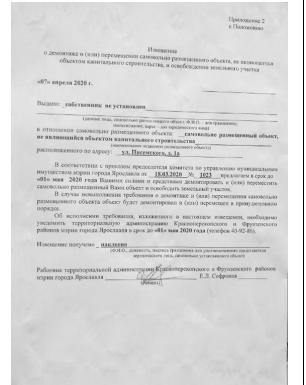 Приложение 2
к Положению
Извещение
о демонтаже и (или) перемещении самовольно размещенного объекта, не являющегося
объектом капитального строительства, и освобождении земельного участка
«07» апреля 2020 г.
Выдано: собственник не установлен
в отношении самовольно размещенного объекта: самовольно размещенный объект,
не являющийся объектом капитального строительства
расположенного по адресу: ул. Писемского, д. 1а
В соответствии с приказом председателя комитета по управлению муниципальным
имуществом мэрии города Ярославля от 18.03.2020 № 1023 предлагаем в срок до
«01» мая 2020 года Вашими силами и средствами демонтировать и (или) переместить
самовольно размещенный Вами объект и освободить земельный участок.
В случае неисполнения требования о демонтаже и (или) перемещении самовольно
размещенного объекта объект будет демонтирован и (или) перемещен в принудительном
порядке.
Об исполнении требования, изложенного в настоящем извещении, необходимо
уведомить территориальную администрацию Красноперекопского и Фрунзенского
районов мэрии города Ярославля в срок до «01» мая 2020 года (телефон
Извещение получено наклеено
Работник территориальной администрации Красноперекопского и Фрунзенского районов
мэрии города Ярославля Е.Л. Софронов
(подпись)